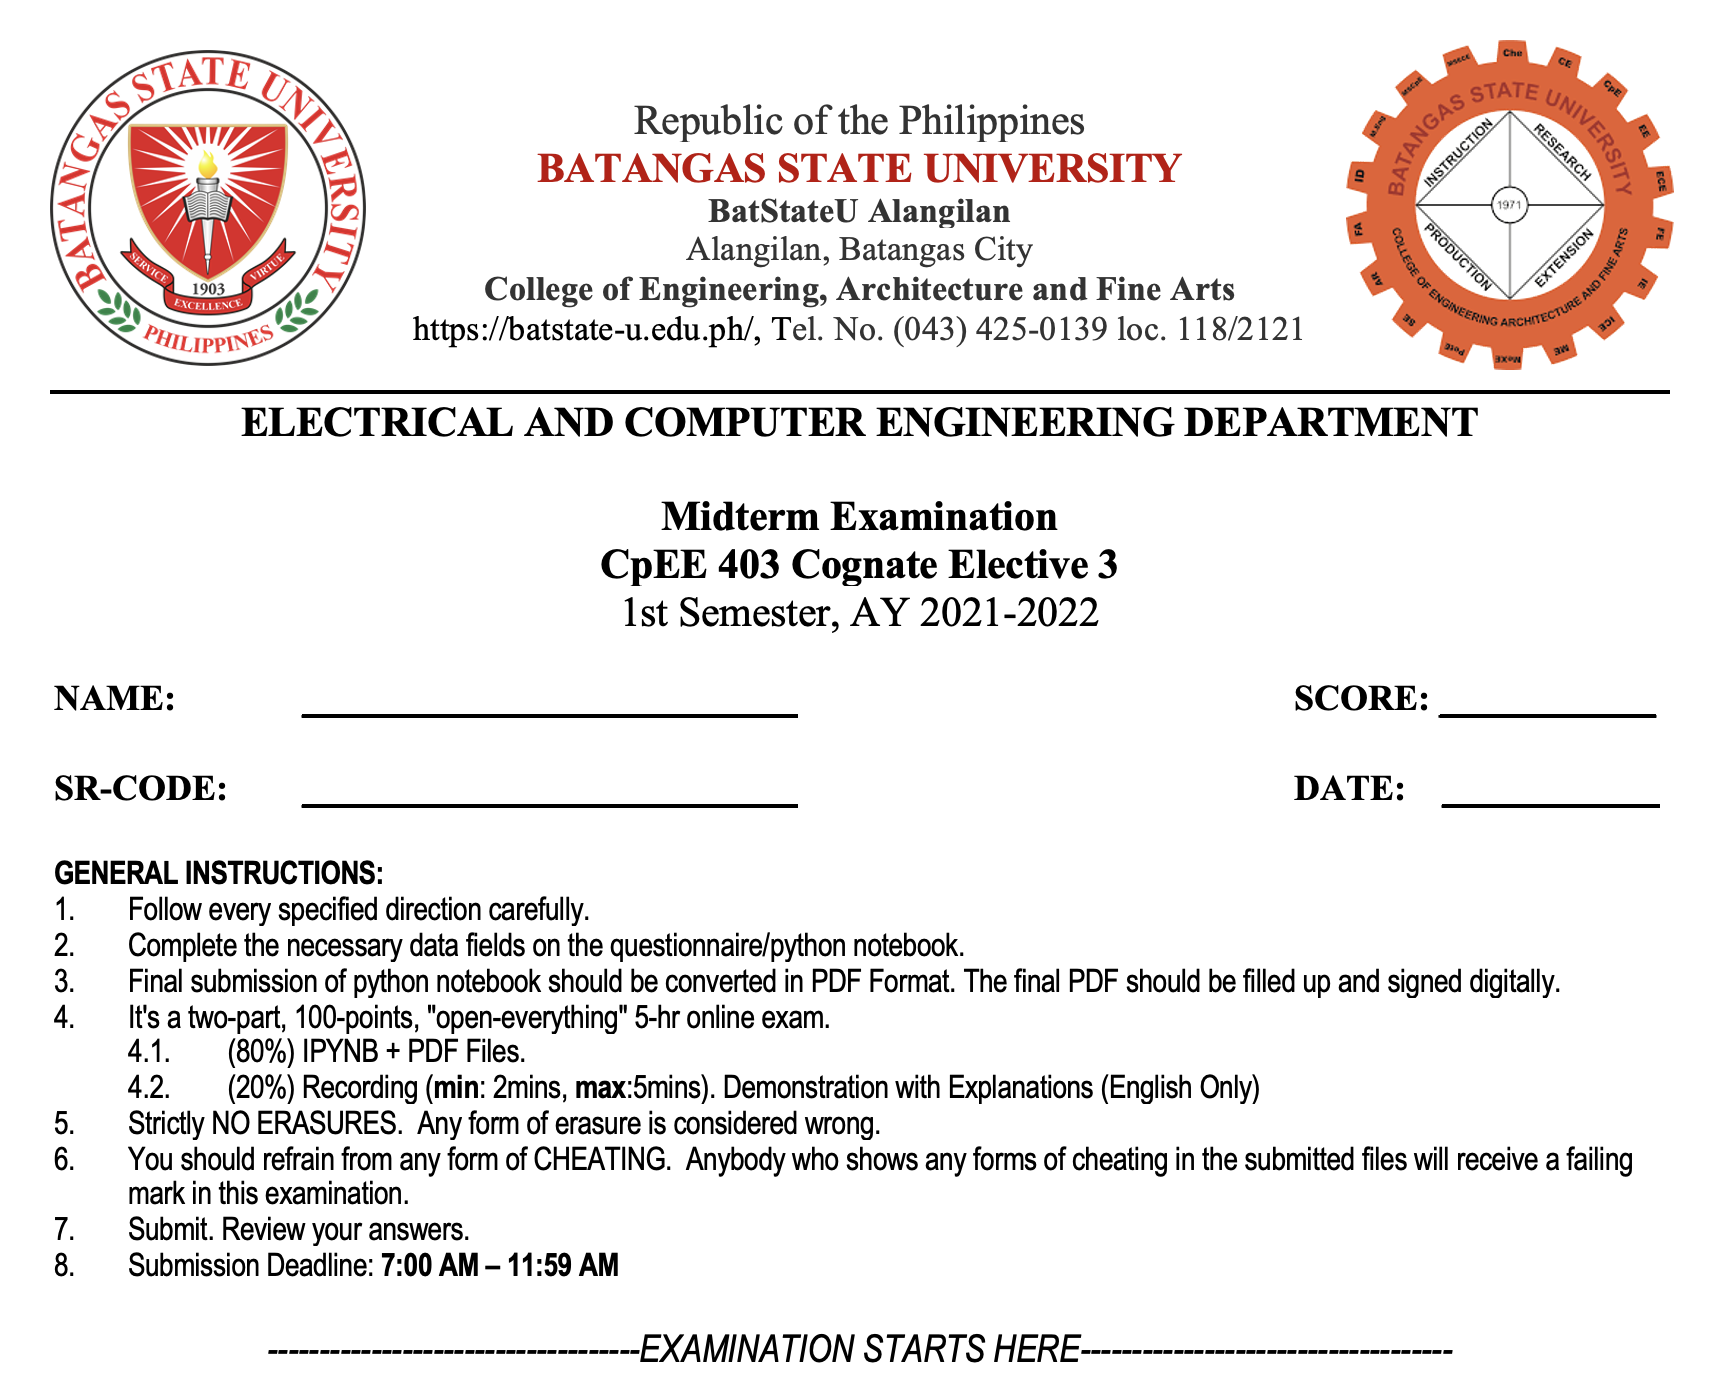 BATANGAS STATE UNIVERSITY
SERVICE
EXCELLENCE
VIRTUE
1903
PHILIPPINES
Republic of the Philippines
BATANGAS STATE UNIVERSITY
BatStateU Alangilan
Alangilan, Batangas City
College of Engineering, Architecture and Fine Arts
https://batstate-u.edu.ph/, Tel. No. (043) 425-0139 loc. 118/2121
BATANGAS STATE UNIVERSITY
COLLEGE OF ENGINEERING ARCHITECTURE AND FINE ARTS
INSTRUCTION
RESEARCH
1971
PRODUCTION
EXTENSION
Che
CE
CpE
EE
ECE
FE
IE
ICE
ME
MeXE
PetE
SE
AR
FA
ID
M.Eng
MSCpE
MSECE
ELECTRICAL AND COMPUTER ENGINEERING DEPARTMENT
Midterm Examination
CpEE 403 Cognate Elective 3
1st Semester, AY 2021-2022
NAME: SCORE:
SR-CODE: DATE:
GENERAL INSTRUCTIONS:
1. Follow every specified direction carefully.
2. Complete the necessary data fields on the questionnaire/python notebook.
3. Final submission of python notebook should be converted in PDF Format. The final PDF should be filled up and signed digitally.
4. It's a two-part, 100-points, "open-everything" 5-hr online exam.
4.1. (80%) IPYNB + PDF Files.
4.2. (20%) Recording (min: 2mins, max:5mins). Demonstration with Explanations (English Only)
5. Strictly NO ERASURES. Any form of erasure is considered wrong.
6. You should refrain from any form of CHEATING. Anybody who shows any forms of cheating in the submitted files will receive a failing
mark in this examination.
7. Submit. Review your answers.
8. Submission Deadline: 7:00 AM – 11:59 AM
------------------------------------EXAMINATION STARTS HERE------------------------------------